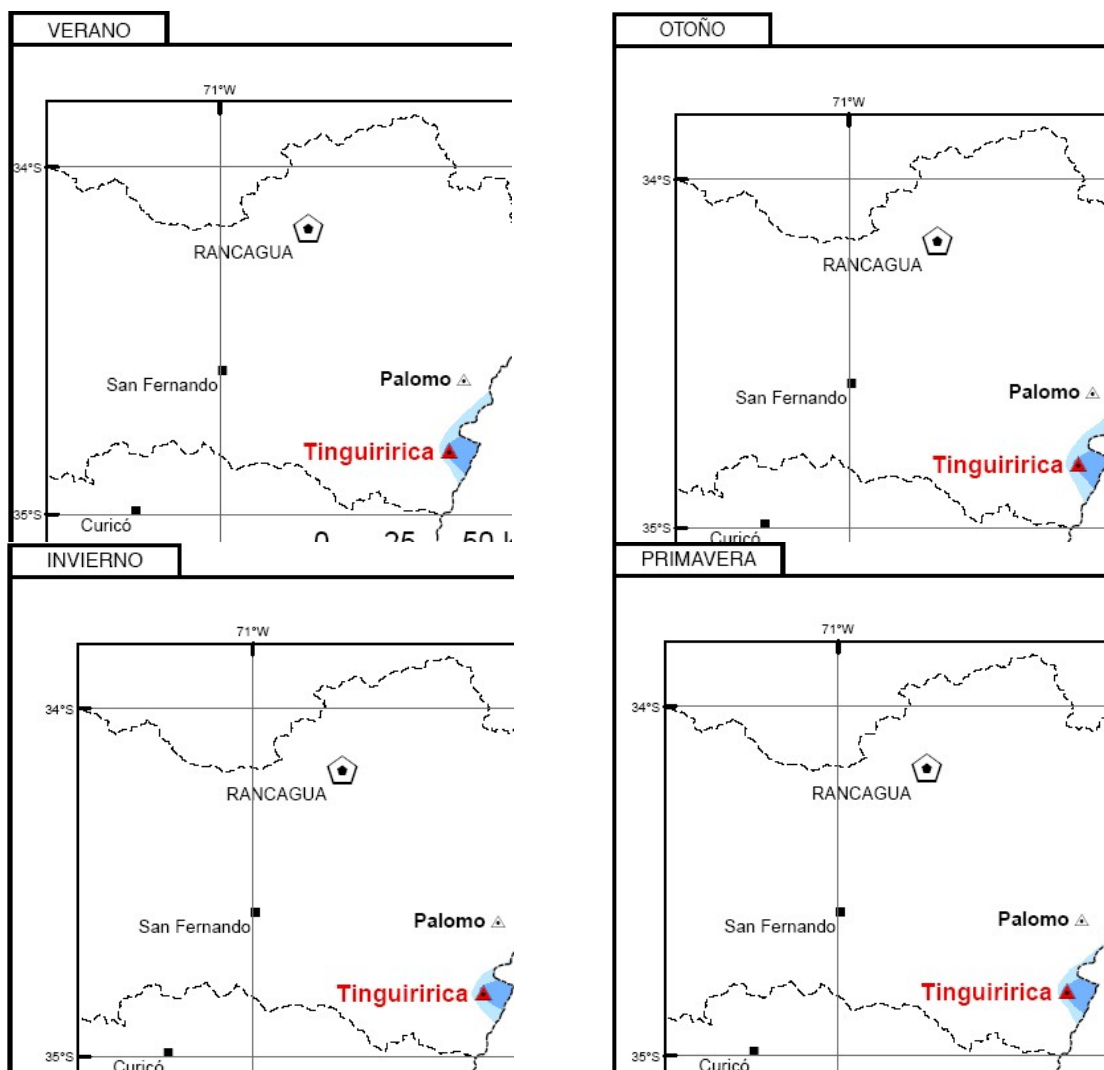 VERANO
71°W
34°S
RANCAGUA
San Fernando
Palomo
Tinguiririca
35°S
Curicó
0 25 50 k
OTOÑO
71°W
34°S
RANCAGUA
San Fernando
Palomo
Tinguiririca
35°S
Curicó
INVIERNO
71°W
34°S
RANCAGUA
San Fernando
Palomo
Tinguiririca
35°S
Curicó
PRIMAVERA
71°W
34°S
RANCAGUA
San Fernando
Palomo
Tinguiririca
35°S
Curicó